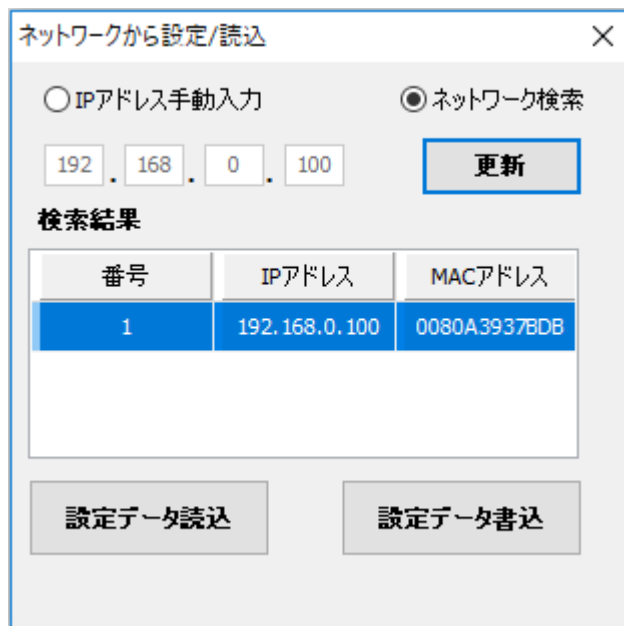 ネットワークから設定/読込
IPアドレス手動入力 ネットワーク検索
192 . 168 . 0 . 100 更新
検索結果
番号 IPアドレス MACアドレス
1 192.168.0.100 0080A3937BDB
設定データ読込 設定データ書込